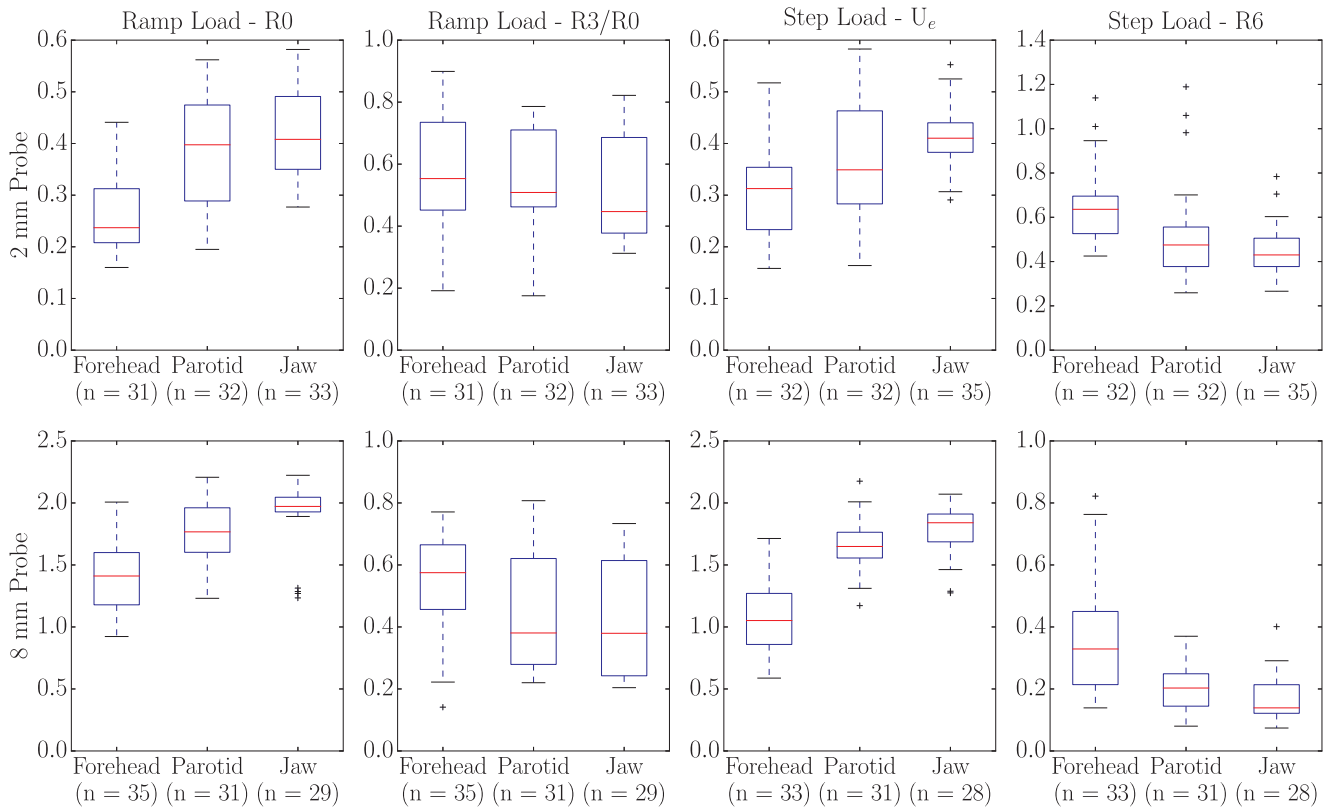 Ramp Load - R0
Ramp Load - R3/R0
Step Load - Ue
Step Load - R6
2 mm Probe
0.6
0.5
0.4
0.3
0.2
0.1
0.0
Forehead Parotid Jaw
(n = 31) (n = 32) (n = 33)
1.0
0.8
0.6
0.4
0.2
0.0
Forehead Parotid Jaw
(n = 31) (n = 32) (n = 33)
0.6
0.5
0.4
0.3
0.2
0.1
0.0
Forehead Parotid Jaw
(n = 32) (n = 32) (n = 35)
1.4
1.2
1.0
0.8
0.6
0.4
0.2
0.0
Forehead Parotid Jaw
(n = 32) (n = 32) (n = 35)
8 mm Probe
2.5
2.0
1.5
1.0
0.5
0.0
Forehead Parotid Jaw
(n = 35) (n = 31) (n = 29)
1.0
0.8
0.6
0.4
0.2
0.0
Forehead Parotid Jaw
(n = 35) (n = 31) (n = 29)
2.5
2.0
1.5
1.0
0.5
0.0
Forehead Parotid Jaw
(n = 33) (n = 31) (n = 28)
1.0
0.8
0.6
0.4
0.2
0.0
Forehead Parotid Jaw
(n = 33) (n = 31) (n = 28)